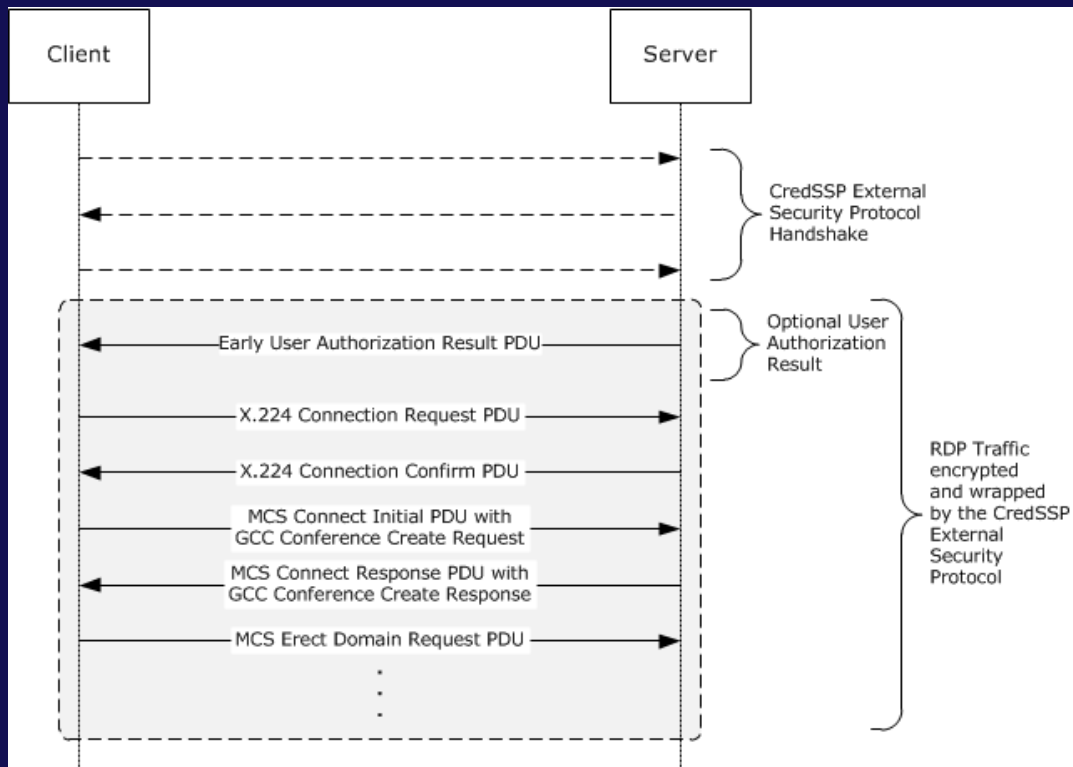 Client
Server
CredSSP External
Security Protocol
Handshake
Early User Authorization Result PDU
Optional User
Authorization
Result
X.224 Connection Request PDU
X.224 Connection Confirm PDU
MCS Connect Initial PDU with
GCC Conference Create Request
MCS Connect Response PDU with
GCC Conference Create Response
MCS Erect Domain Request PDU
RDP Traffic
encrypted
and wrapped
by the CredSSP
External
Security
Protocol